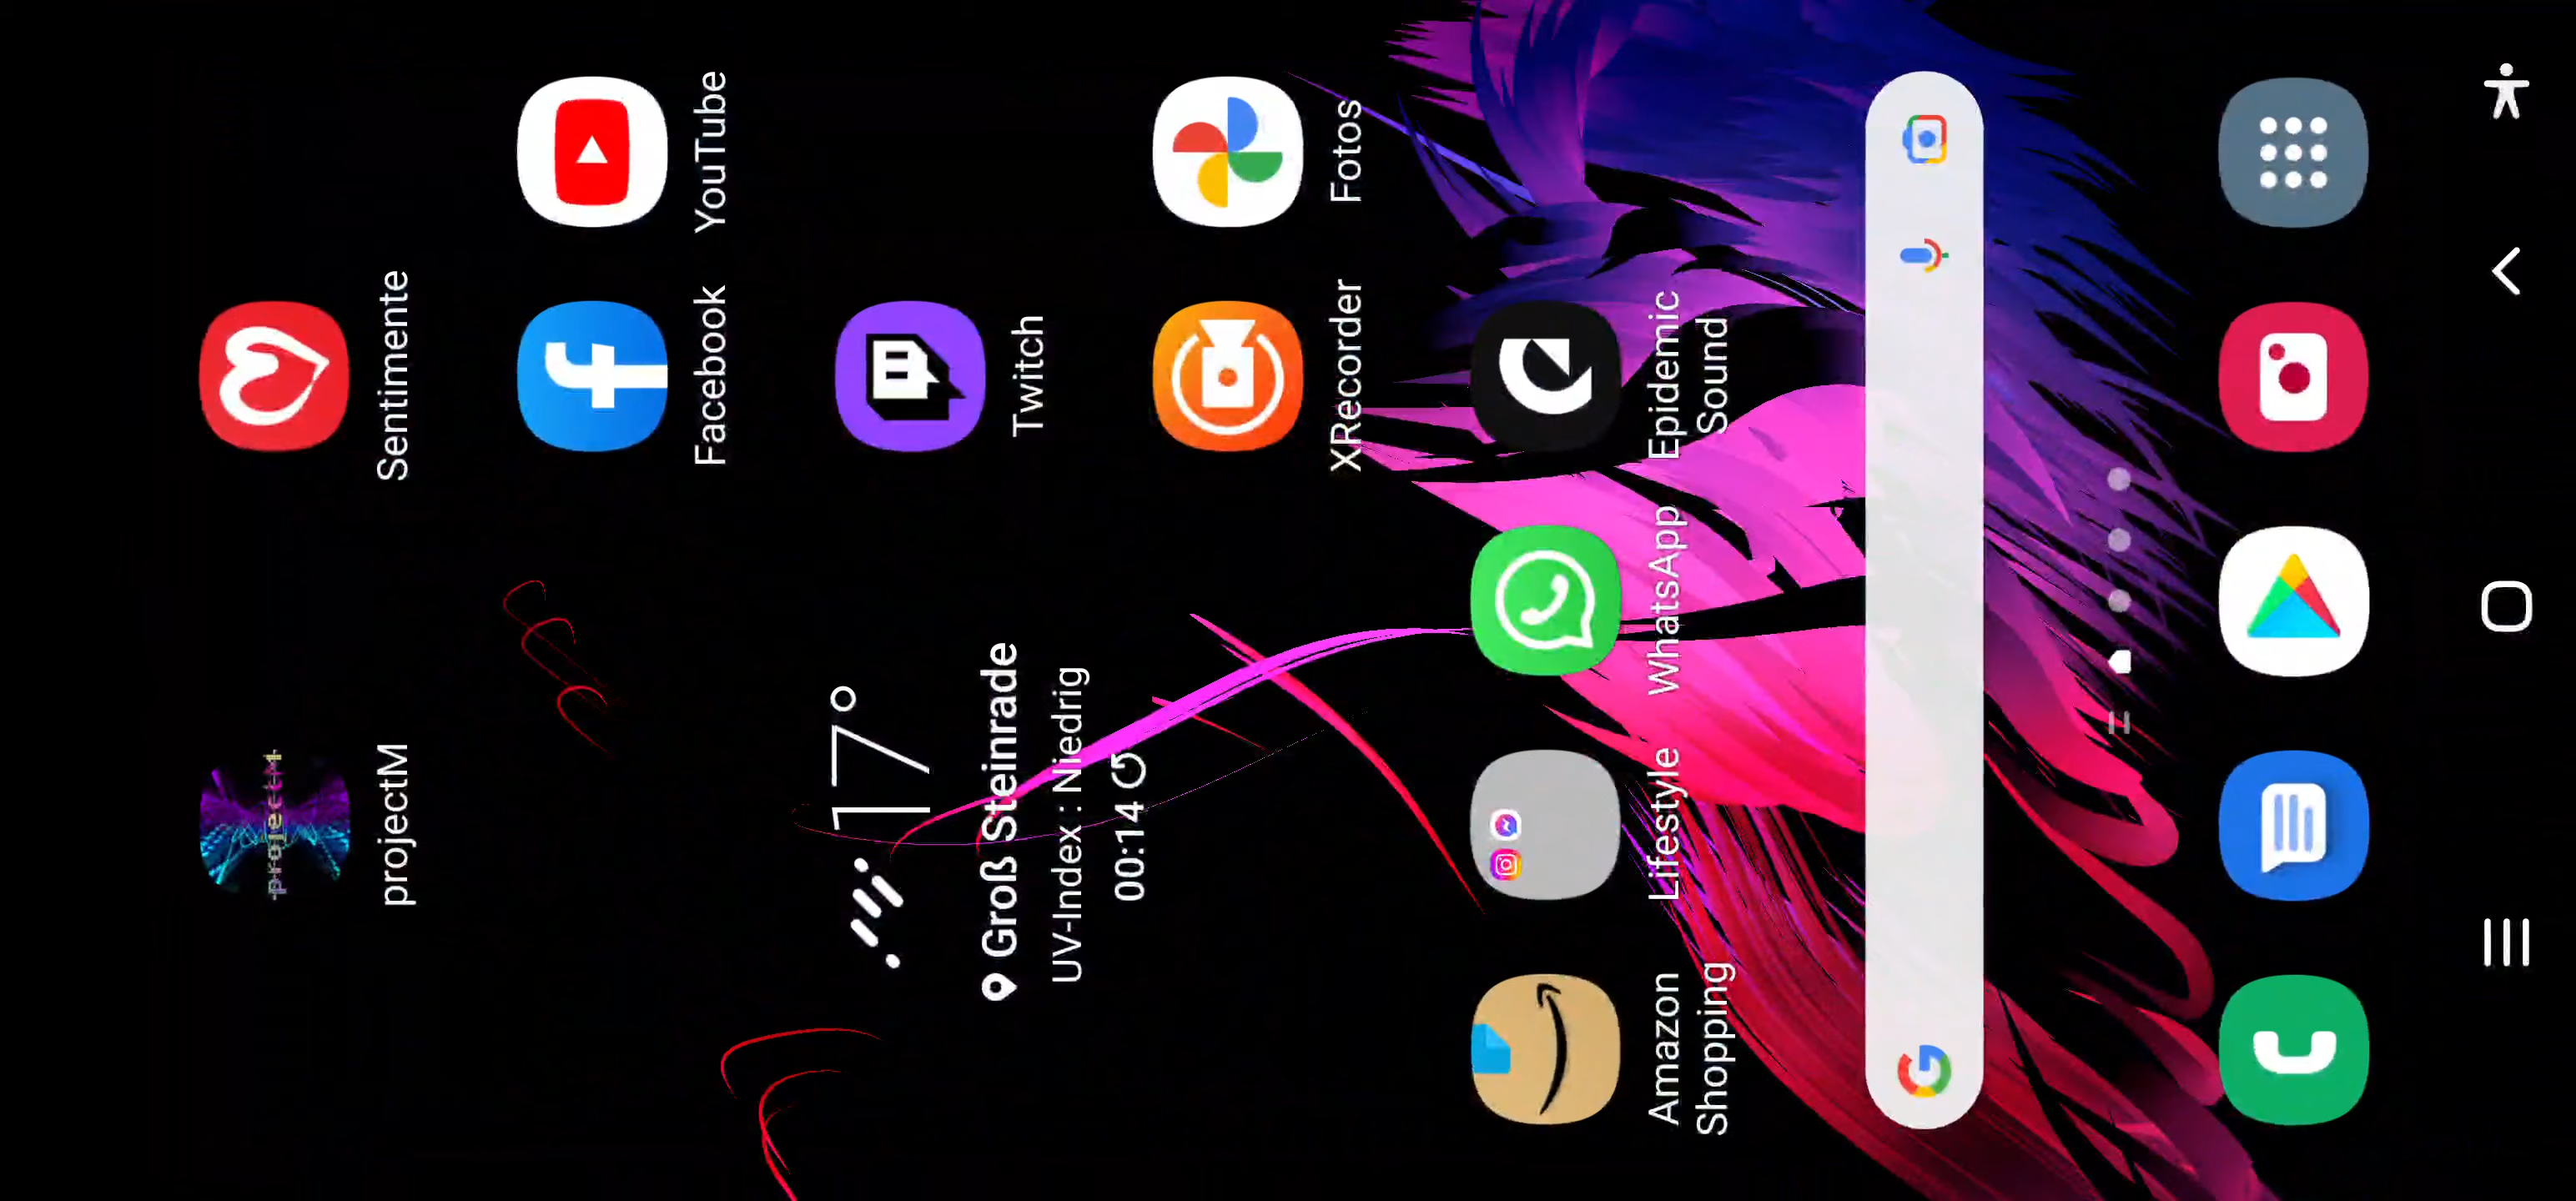 projectM
projectM
Sentimente
Facebook
YouTube
17°
Groß Steinrade
UV-Index : Niedrig
00:14
Twitch
XRecorder
Fotos
Amazon
Shopping
Lifestyle
WhatsApp
Epidemic
Sound